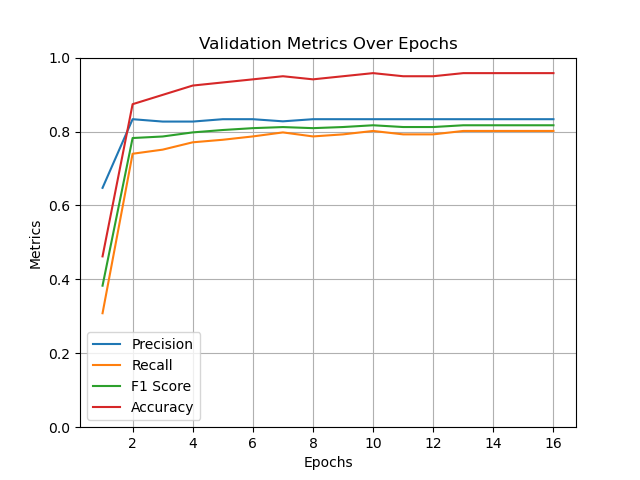 Validation Metrics Over Epochs
1.0
0.8
0.6
0.4
0.2
0.0
Metrics
Precision
Recall
F1 Score
Accuracy
2 4 6 8 10 12 14 16
Epochs